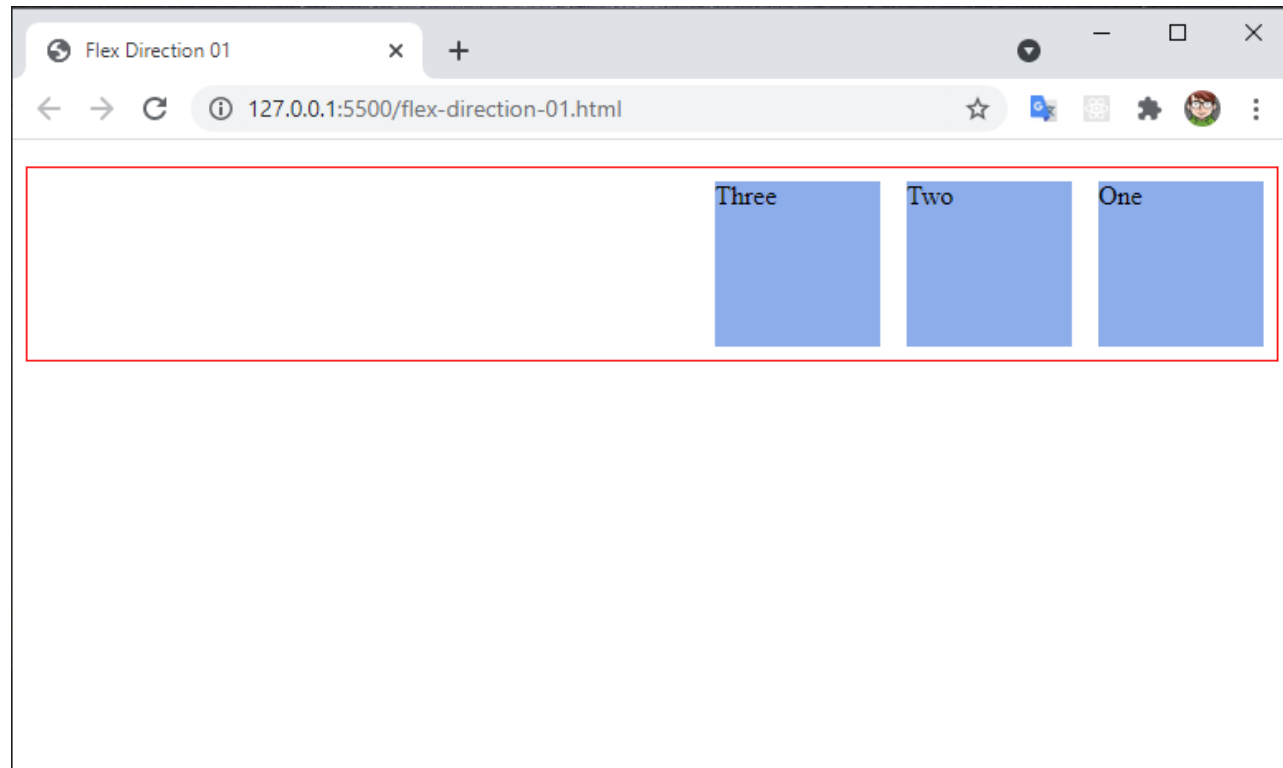 Flex Direction 01
127.0.0.1:5500/flex-direction-01.html
Three Two One